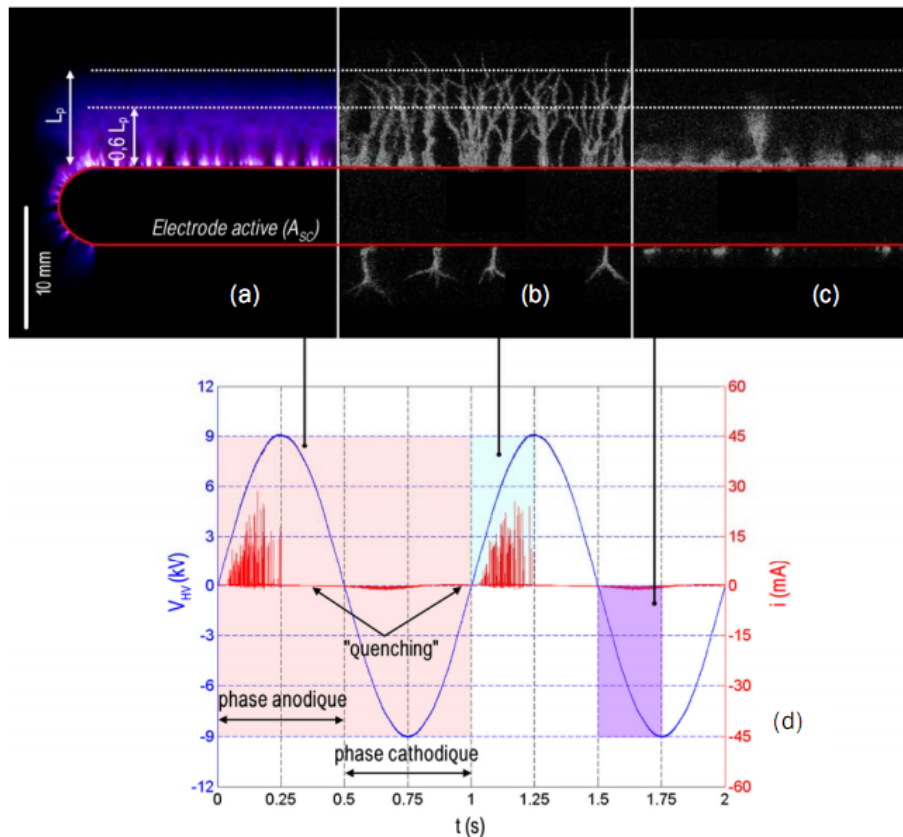 Lp
0,6 Lp
10 mm
Electrode active (ASC)
(a)
(b)
(c)
12
9
6
3
0
-3
-6
-9
-12
VHV (kV)
60
45
30
15
0
-15
-30
-45
-60
i (mA)
"quenching"
phase anodique
phase cathodique
(d)
0
0.25
0.5
0.75
1
1.25
1.5
1.75
2
t (s)